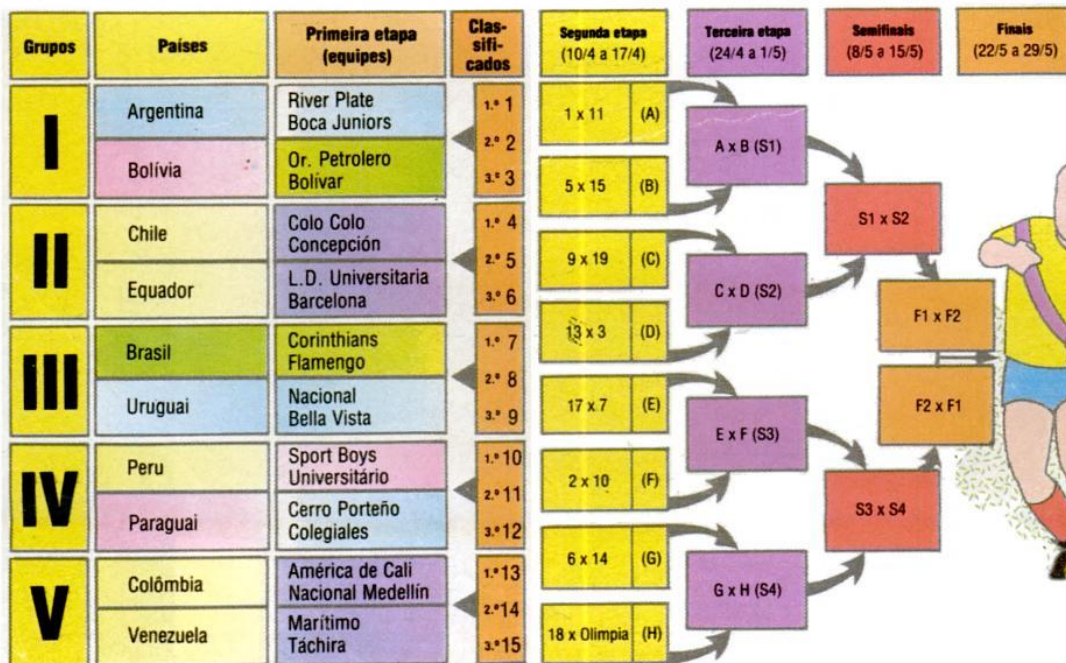 Grupos
Países
Primeira etapa
(equipes)
Clas-
sifi-
cados
Segunda etapa
(10/4 a 17/4)
Terceira etapa
(24/4 a 1/5)
Semifinais
(8/5 a 15/5)
Finais
(22/5 a 29/5)
I
Argentina
River Plate
Boca Juniors
Bolívia
Or. Petrolero
Bolívar
1.º 1
2.º 2
3.º 3
II
Chile
Colo Colo
Concepción
Equador
L.D. Universitaria
Barcelona
1.º 4
2.º 5
3.º 6
III
Brasil
Corinthians
Flamengo
Uruguai
Nacional
Bella Vista
1.º 7
2.º 8
3.º 9
IV
Peru
Sport Boys
Universitário
Paraguai
Cerro Porteño
Colegiales
1.º 10
2.º 11
3.º 12
V
Colômbia
América de Cali
Nacional Medellín
Venezuela
Marítimo
Táchira
1.º 13
2.º 14
3.º 15
1 x 11 (A)
5 x 15 (B)
9 x 19 (C)
13 x 3 (D)
17 x 7 (E)
2 x 10 (F)
6 x 14 (G)
18 x Olimpia (H)
A x B (S1)
C x D (S2)
E x F (S3)
G x H (S4)
S1 x S2
S3 x S4
F1 x F2
F2 x F1